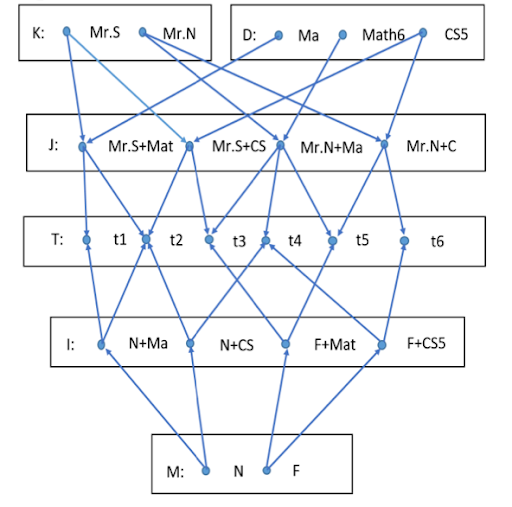 K: Mr.S Mr.N D: Ma Math6 CS5
J: Mr.S+Mat Mr.S+CS Mr.N+Ma Mr.N+C
T: t1 t2 t3 t4 t5 t6
I: N+Ma N+CS F+Mat F+CS5
M: N F